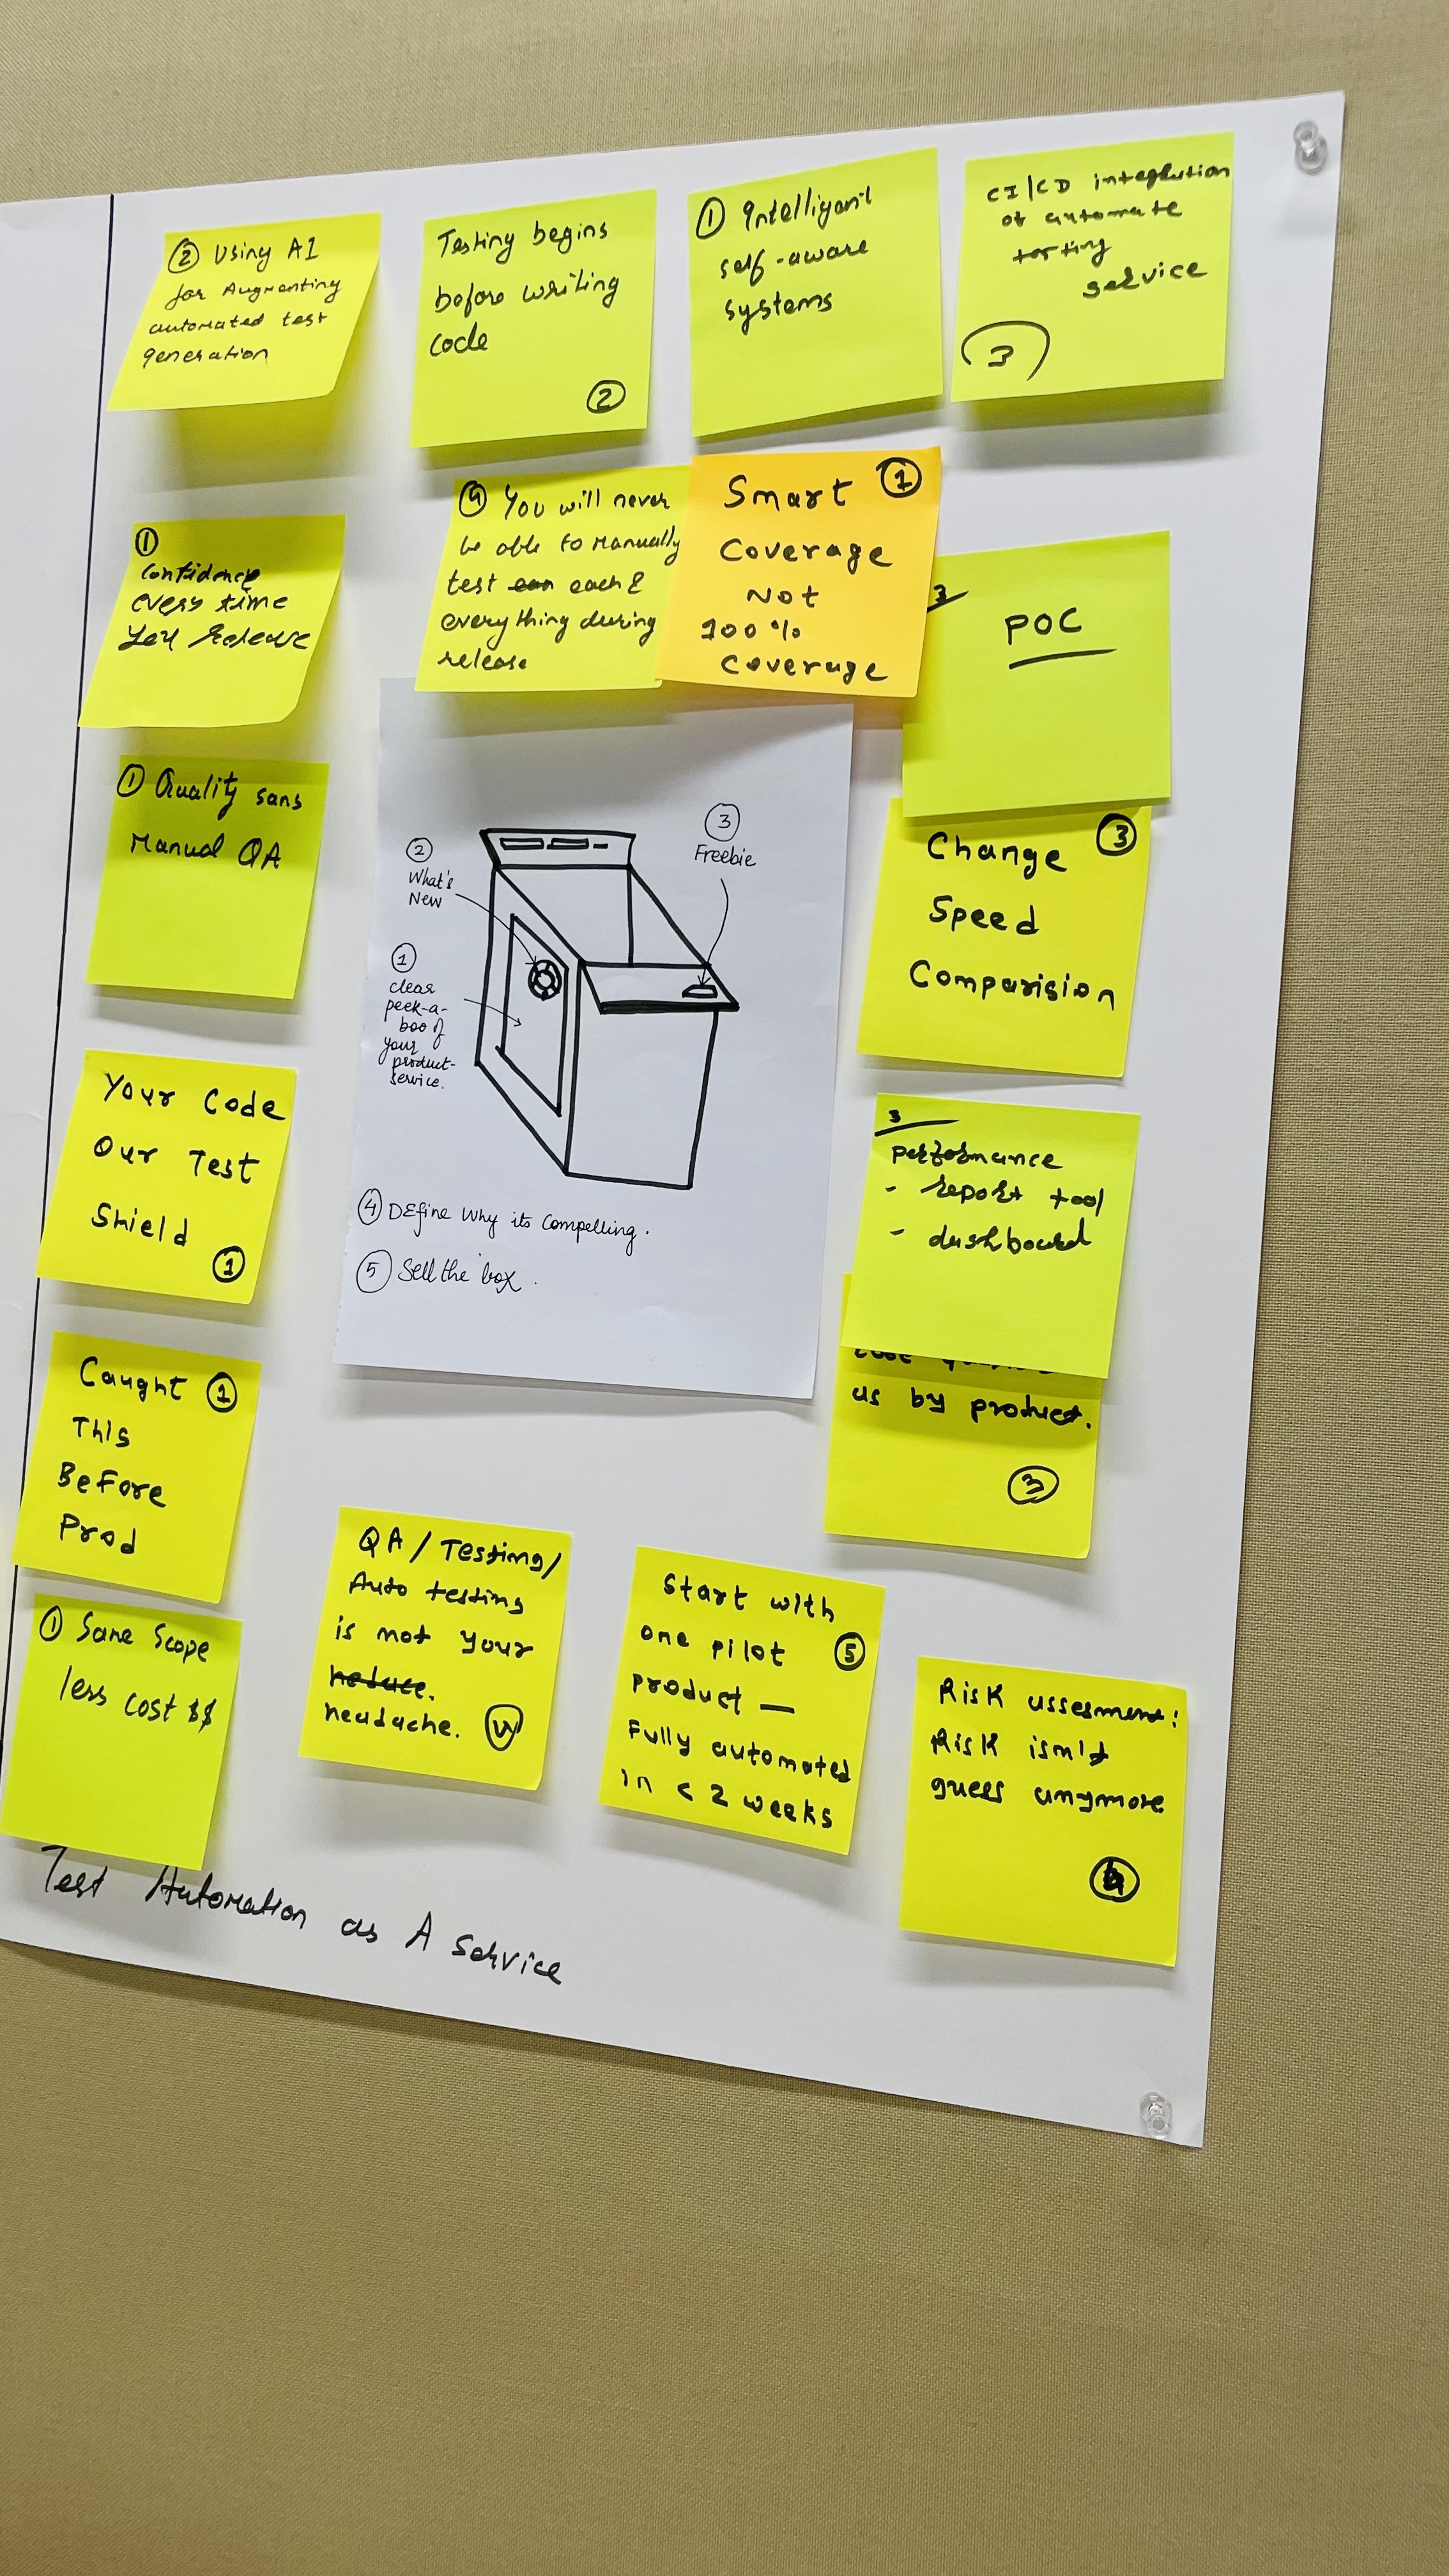 ② Using AI
for Augmenting
automated test
generation
Testing begins
before writing
code
②
① Intelligent
self-aware
systems
CI/CD integration
of automate
testing
service
3
①
Confidence
every time
You Release
④ You will never
be able to manually
test each &
everything during
release
Smart ①
Coverage
Not
100%
Coverage
3
POC
① Quality sans
Manual QA
② What's
New
③
Freebie
①
clear
peek-a-
boo of
your
product-
service.
④ Define why its compelling.
⑤ Sell the box.
Change ③
Speed
Comparision
Your Code
Our Test
Shield
①
3
performance
- report tool
- dashboard
us by product.
③
Caught ①
This
Before
Prod
① Same Scope
less cost $$
QA/Testing/
Auto testing
is not your
headache.
Start with
one pilot ⑤
product —
Fully automated
in < 2 weeks
Risk assesment:
Risk isn't
guess anymore
④
Test Automation as A Service